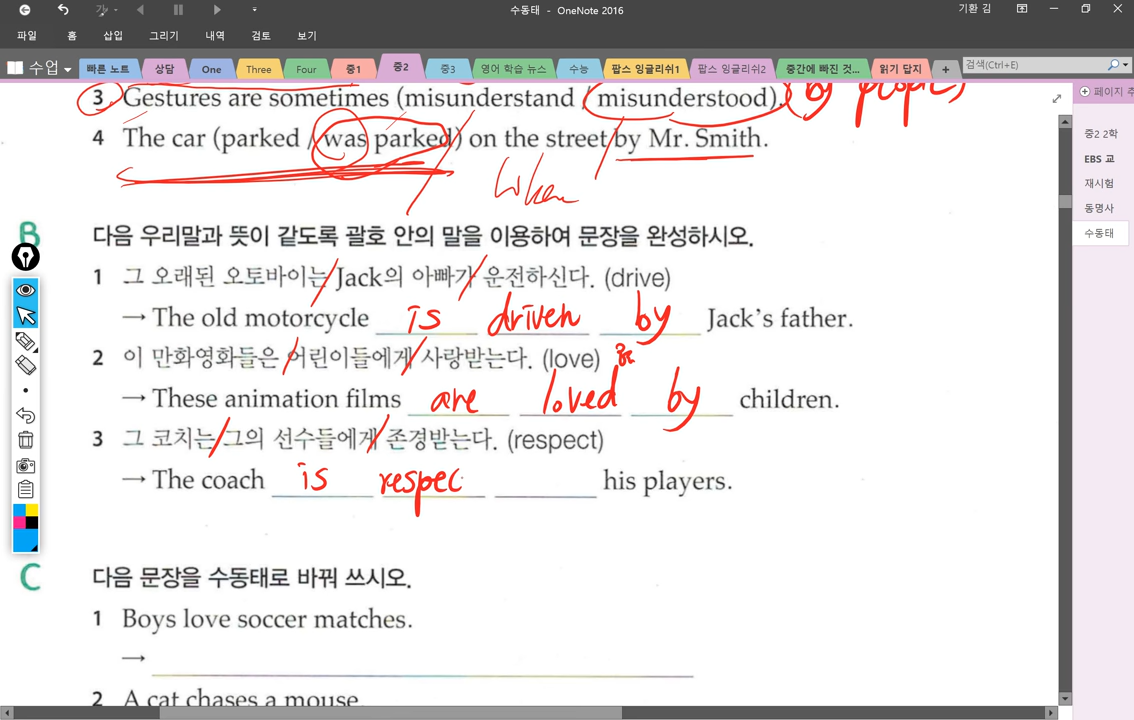 수동태 - OneNote 2016
기환 김
파일 홈 삽입 그리기 내역 검토 보기
수업 빠른 노트 상담 One Three Four 중1 중2 중3 영어 학습 뉴스 수능 팝스 잉글리쉬1 팝스 잉글리쉬2 중간에 빠진 것... 읽기 답지 + 검색(Ctrl+E)
3 Gestures are sometimes (misunderstand / misunderstood). (by people)
4 The car (parked / was parked) on the street by Mr. Smith.
B 다음 우리말과 뜻이 같도록 괄호 안의 말을 이용하여 문장을 완성하시오.
1 그 오래된 오토바이는 / Jack의 아빠가 / 운전하신다. (drive)
→ The old motorcycle is driven by Jack's father.
2 이 만화영화들은 / 어린이들에게 / 사랑받는다. (love)
→ These animation films are loved by children.
3 그 코치는 / 그의 선수들에게 / 존경받는다. (respect)
→ The coach is respec his players.
C 다음 문장을 수동태로 바꿔 쓰시오.
1 Boys love soccer matches.
→
2 A cat chases a mouse
페이지 추
중2 2학
EBS 교
재시험
동명사
수동태